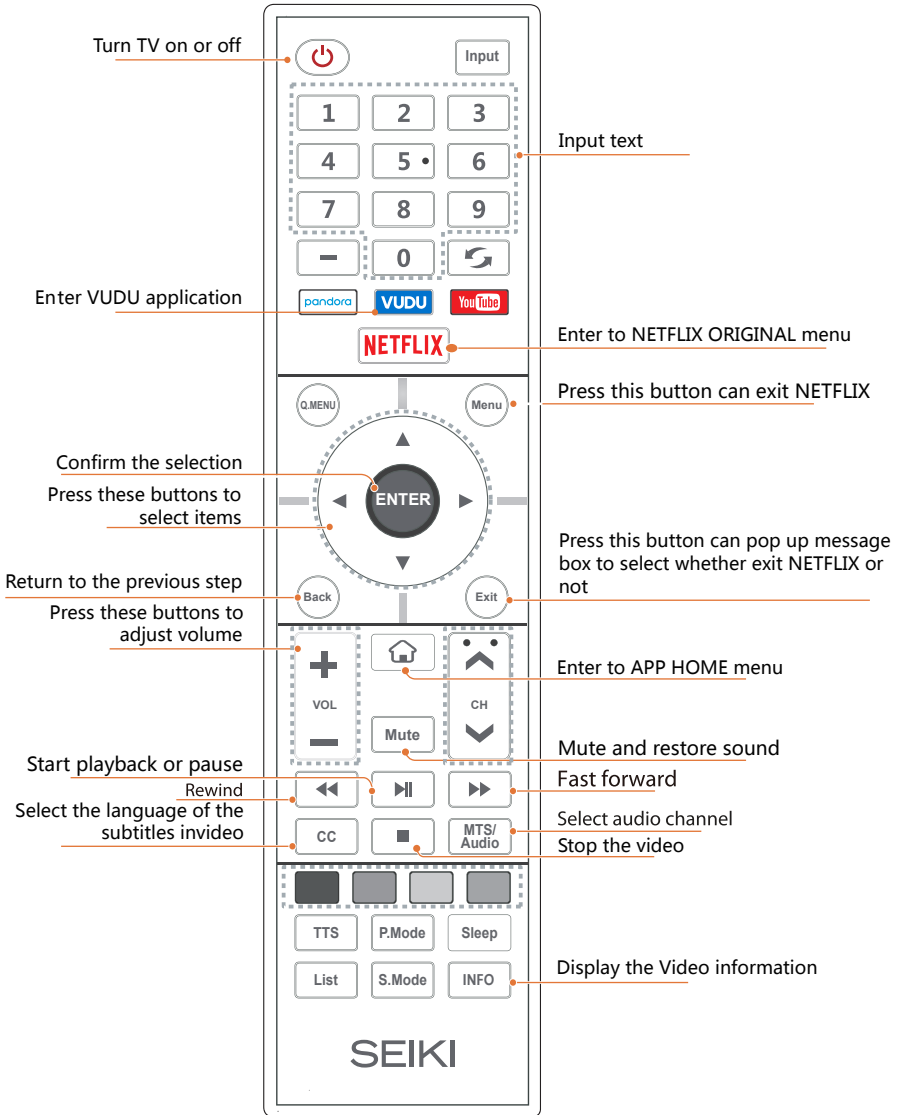 Turn TV on or off
Input
1 2 3
Input text
4 5 6
7 8 9
– 0
Enter VUDU application
pandora VUDU YouTube
NETFLIX
Enter to NETFLIX ORIGINAL menu
Q.MENU
Menu
Press this button can exit NETFLIX
Confirm the selection
ENTER
Press these buttons to
select items
Press this button can pop up message
box to select whether exit NETFLIX or
not
Return to the previous step
Back
Exit
Press these buttons to
adjust volume
Enter to APP HOME menu
VOL
CH
Mute
Mute and restore sound
Start playback or pause
Fast forward
Rewind
Select the language of the
subtitles invideo
CC
MTS/
Audio
Select audio channel
Stop the video
TTS P.Mode Sleep
List S.Mode INFO
Display the Video information
SEIKI